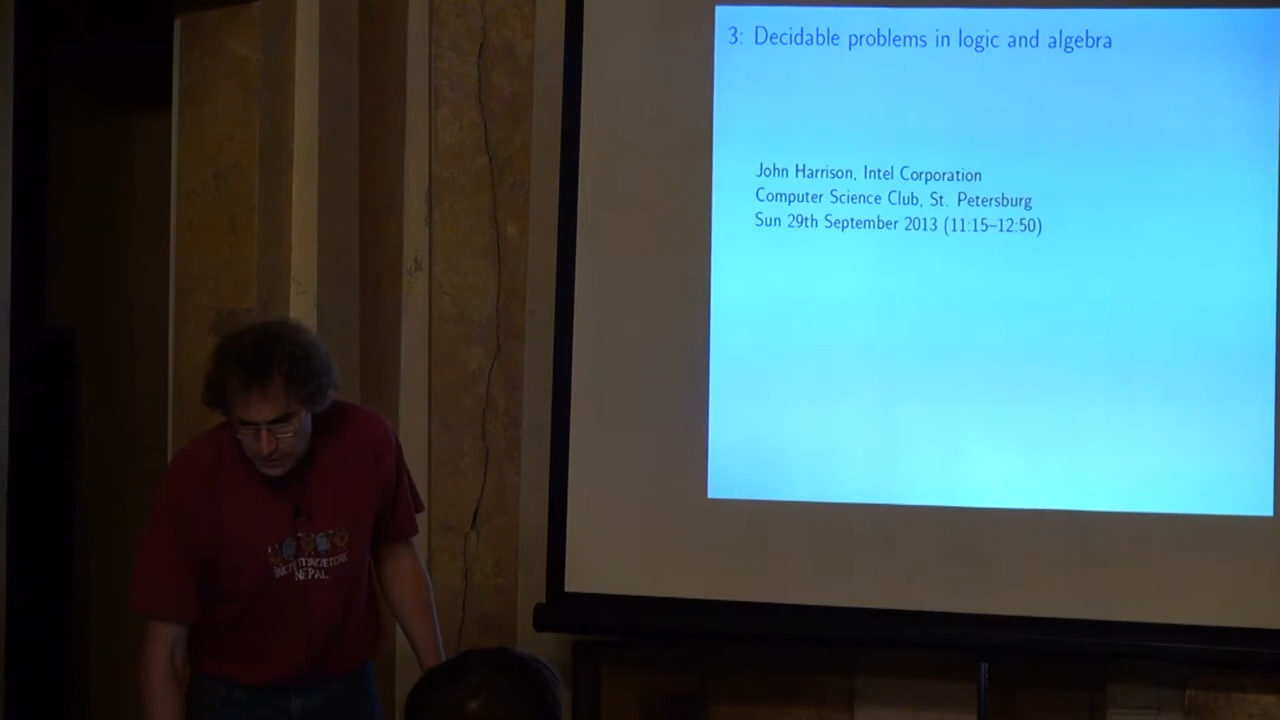 3: Decidable problems in logic and algebra
John Harrison, Intel Corporation
Computer Science Club, St. Petersburg
Sun 29th September 2013 (11:15–12:50)
NEPAL